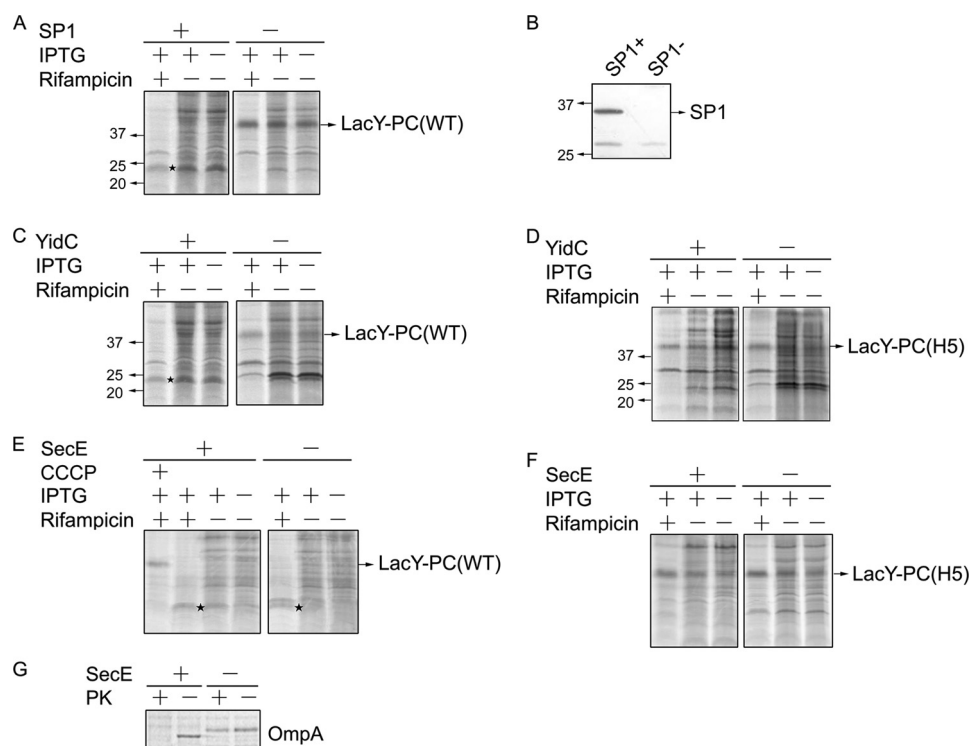 A
SP1 + −
IPTG + + − + + −
Rifampicin + − − + − −
37
25
20
★
LacY-PC(WT)
B
SP1+ SP1-
37
25
SP1
C
YidC + −
IPTG + + − + + −
Rifampicin + − − + − −
37
25
20
★
LacY-PC(WT)
D
YidC + −
IPTG + + − + + −
Rifampicin + − − + − −
37
25
20
LacY-PC(H5)
E
SecE + −
CCCP +
IPTG + + + − + + −
Rifampicin + + − − + − −
LacY-PC(WT)
★ ★
F
SecE + −
IPTG + + − + + −
Rifampicin + − − + − −
LacY-PC(H5)
G
SecE + −
PK + − + −
OmpA